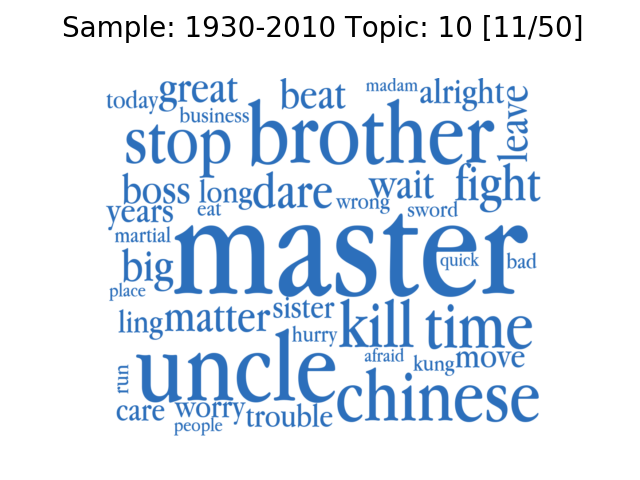 Sample: 1930-2010 Topic: 10 [11/50]
today great beat madam alright leave
business
stop brother
boss long dare wait fight
years eat wrong sword
martial master
big quick bad
place
ling matter sister kill time
hurry
run uncle afraid kung move
chinese
care worry trouble
people